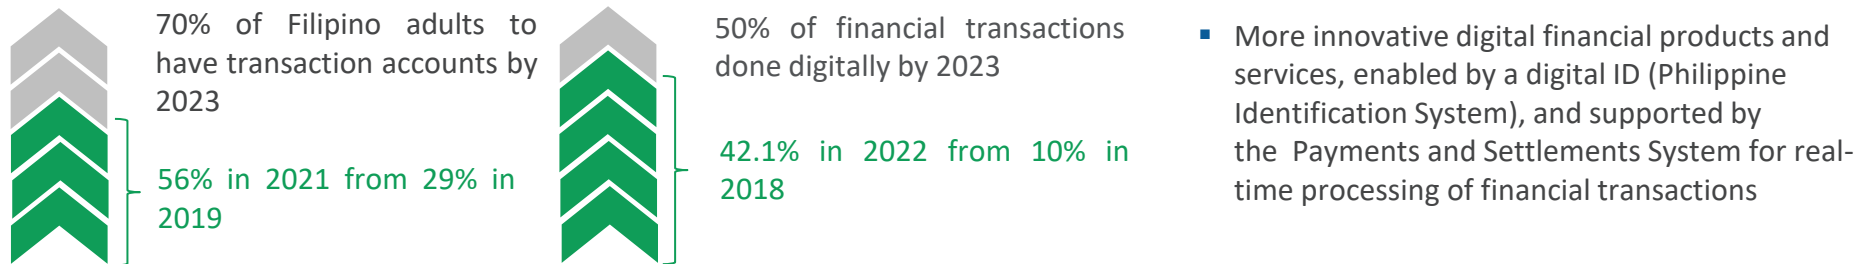 70% of Filipino adults to
have transaction accounts by
2023
56% in 2021 from 29% in
2019
50% of financial transactions
done digitally by 2023
42.1% in 2022 from 10% in
2018
▪ More innovative digital financial products and
services, enabled by a digital ID (Philippine
Identification System), and supported by
the Payments and Settlements System for real-
time processing of financial transactions